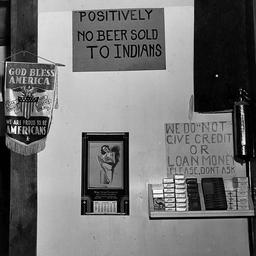 POSITIVELY
NO BEER SOLD
TO INDIANS
GOD BLESS
AMERICA
WE ARE PROUD TO BE
AMERICANS
WE DO NOT
GIVE CREDIT
OR
LOAN MONEY
PLEASE, DON'T ASK